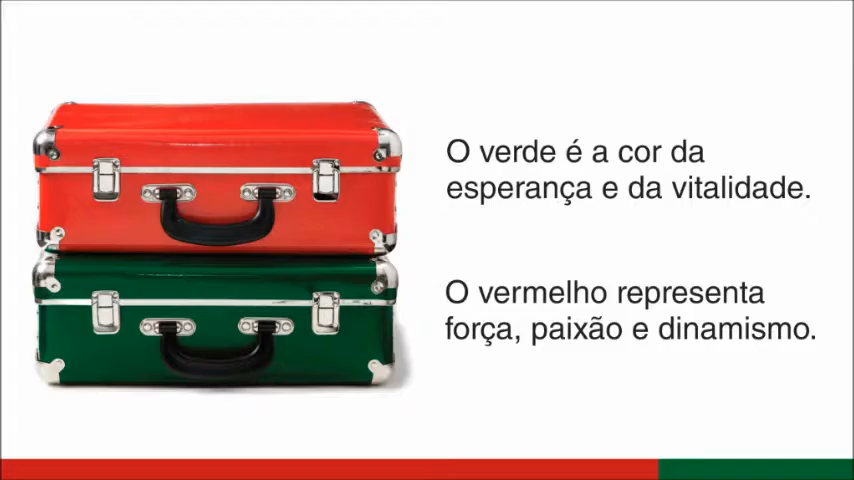 O verde é a cor da
esperança e da vitalidade.
O vermelho representa
força, paixão e dinamismo.